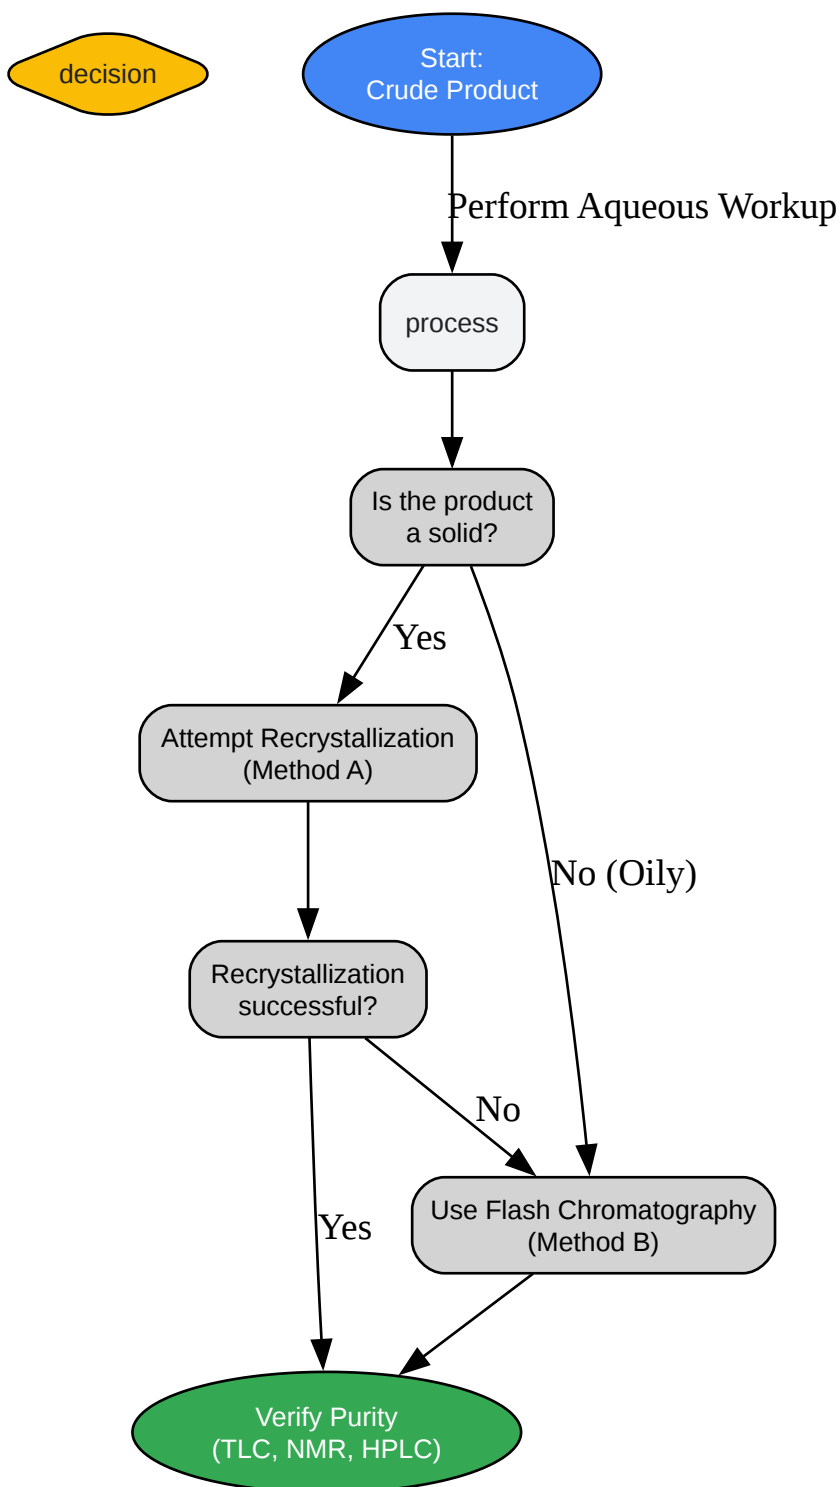 decision
Start:
Crude Product
Perform Aqueous Workup
process
Is the product
a solid?
Yes
Attempt Recrystallization
(Method A)
No (Oily)
Recrystallization
successful?
No
Yes
Use Flash Chromatography
(Method B)
Verify Purity
(TLC, NMR, HPLC)